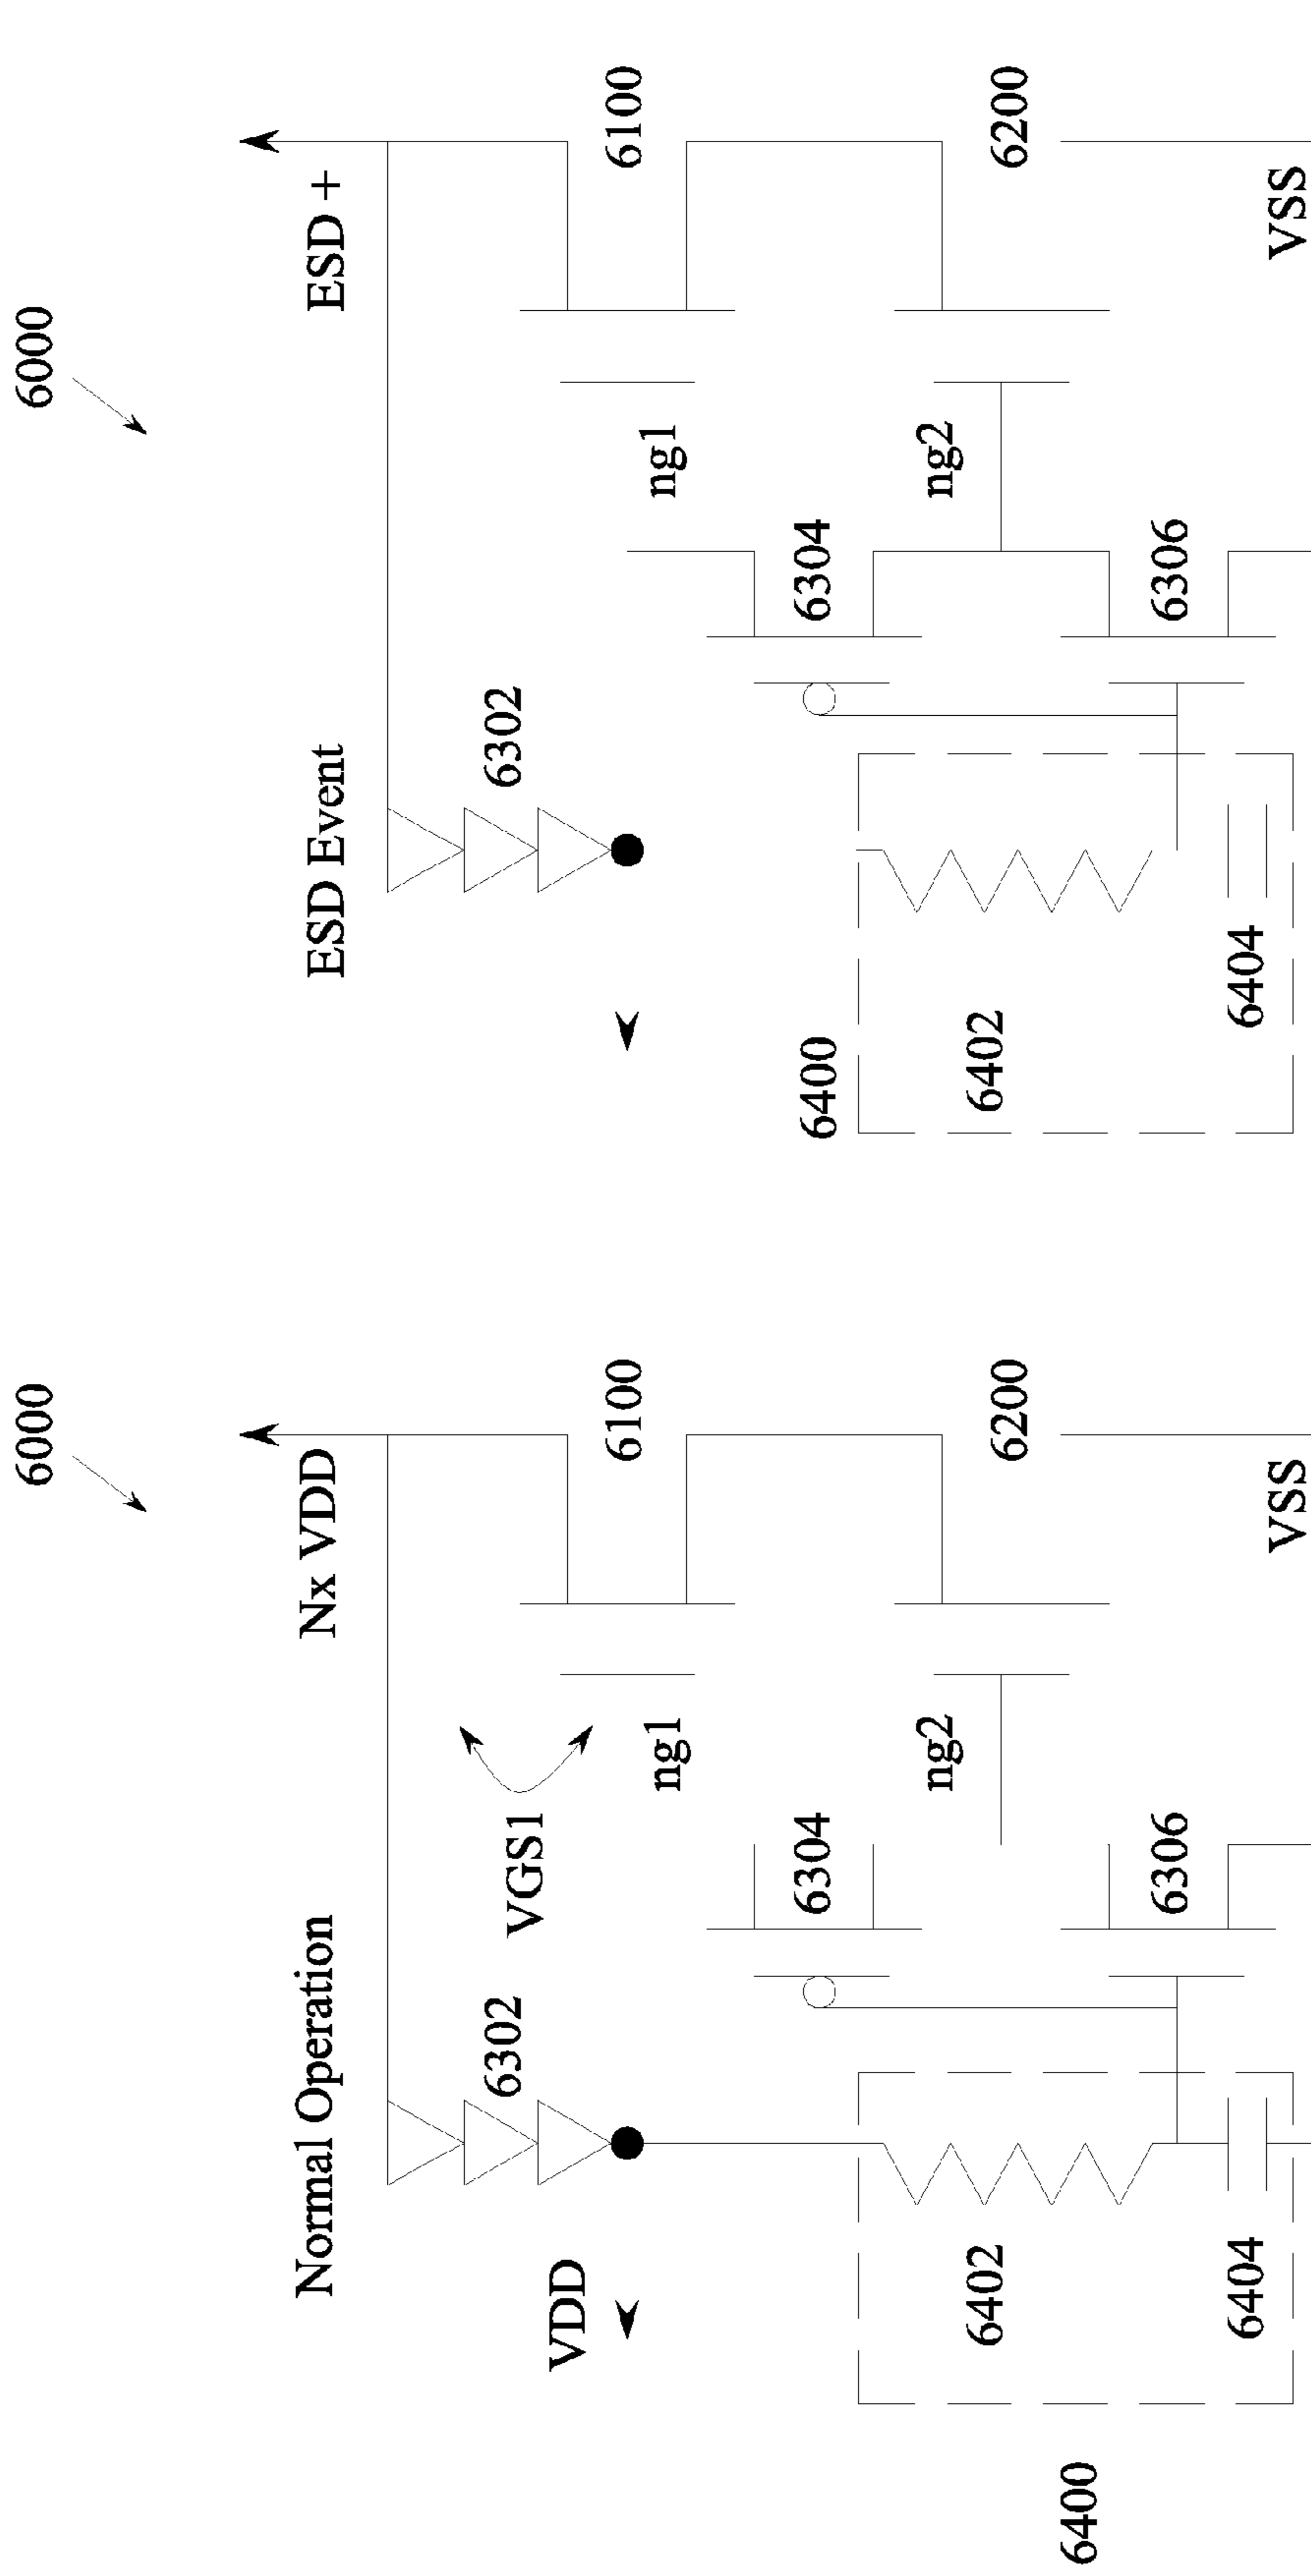 6000
Normal Operation
Nx VDD
6302
VGS1
6100
VDD
ng1
6304
ng2
6200
6400
6402
6306
6404
VSS
6000
ESD Event
ESD +
6302
6100
ng1
6304
6400
ng2
6200
6402
6306
6404
VSS